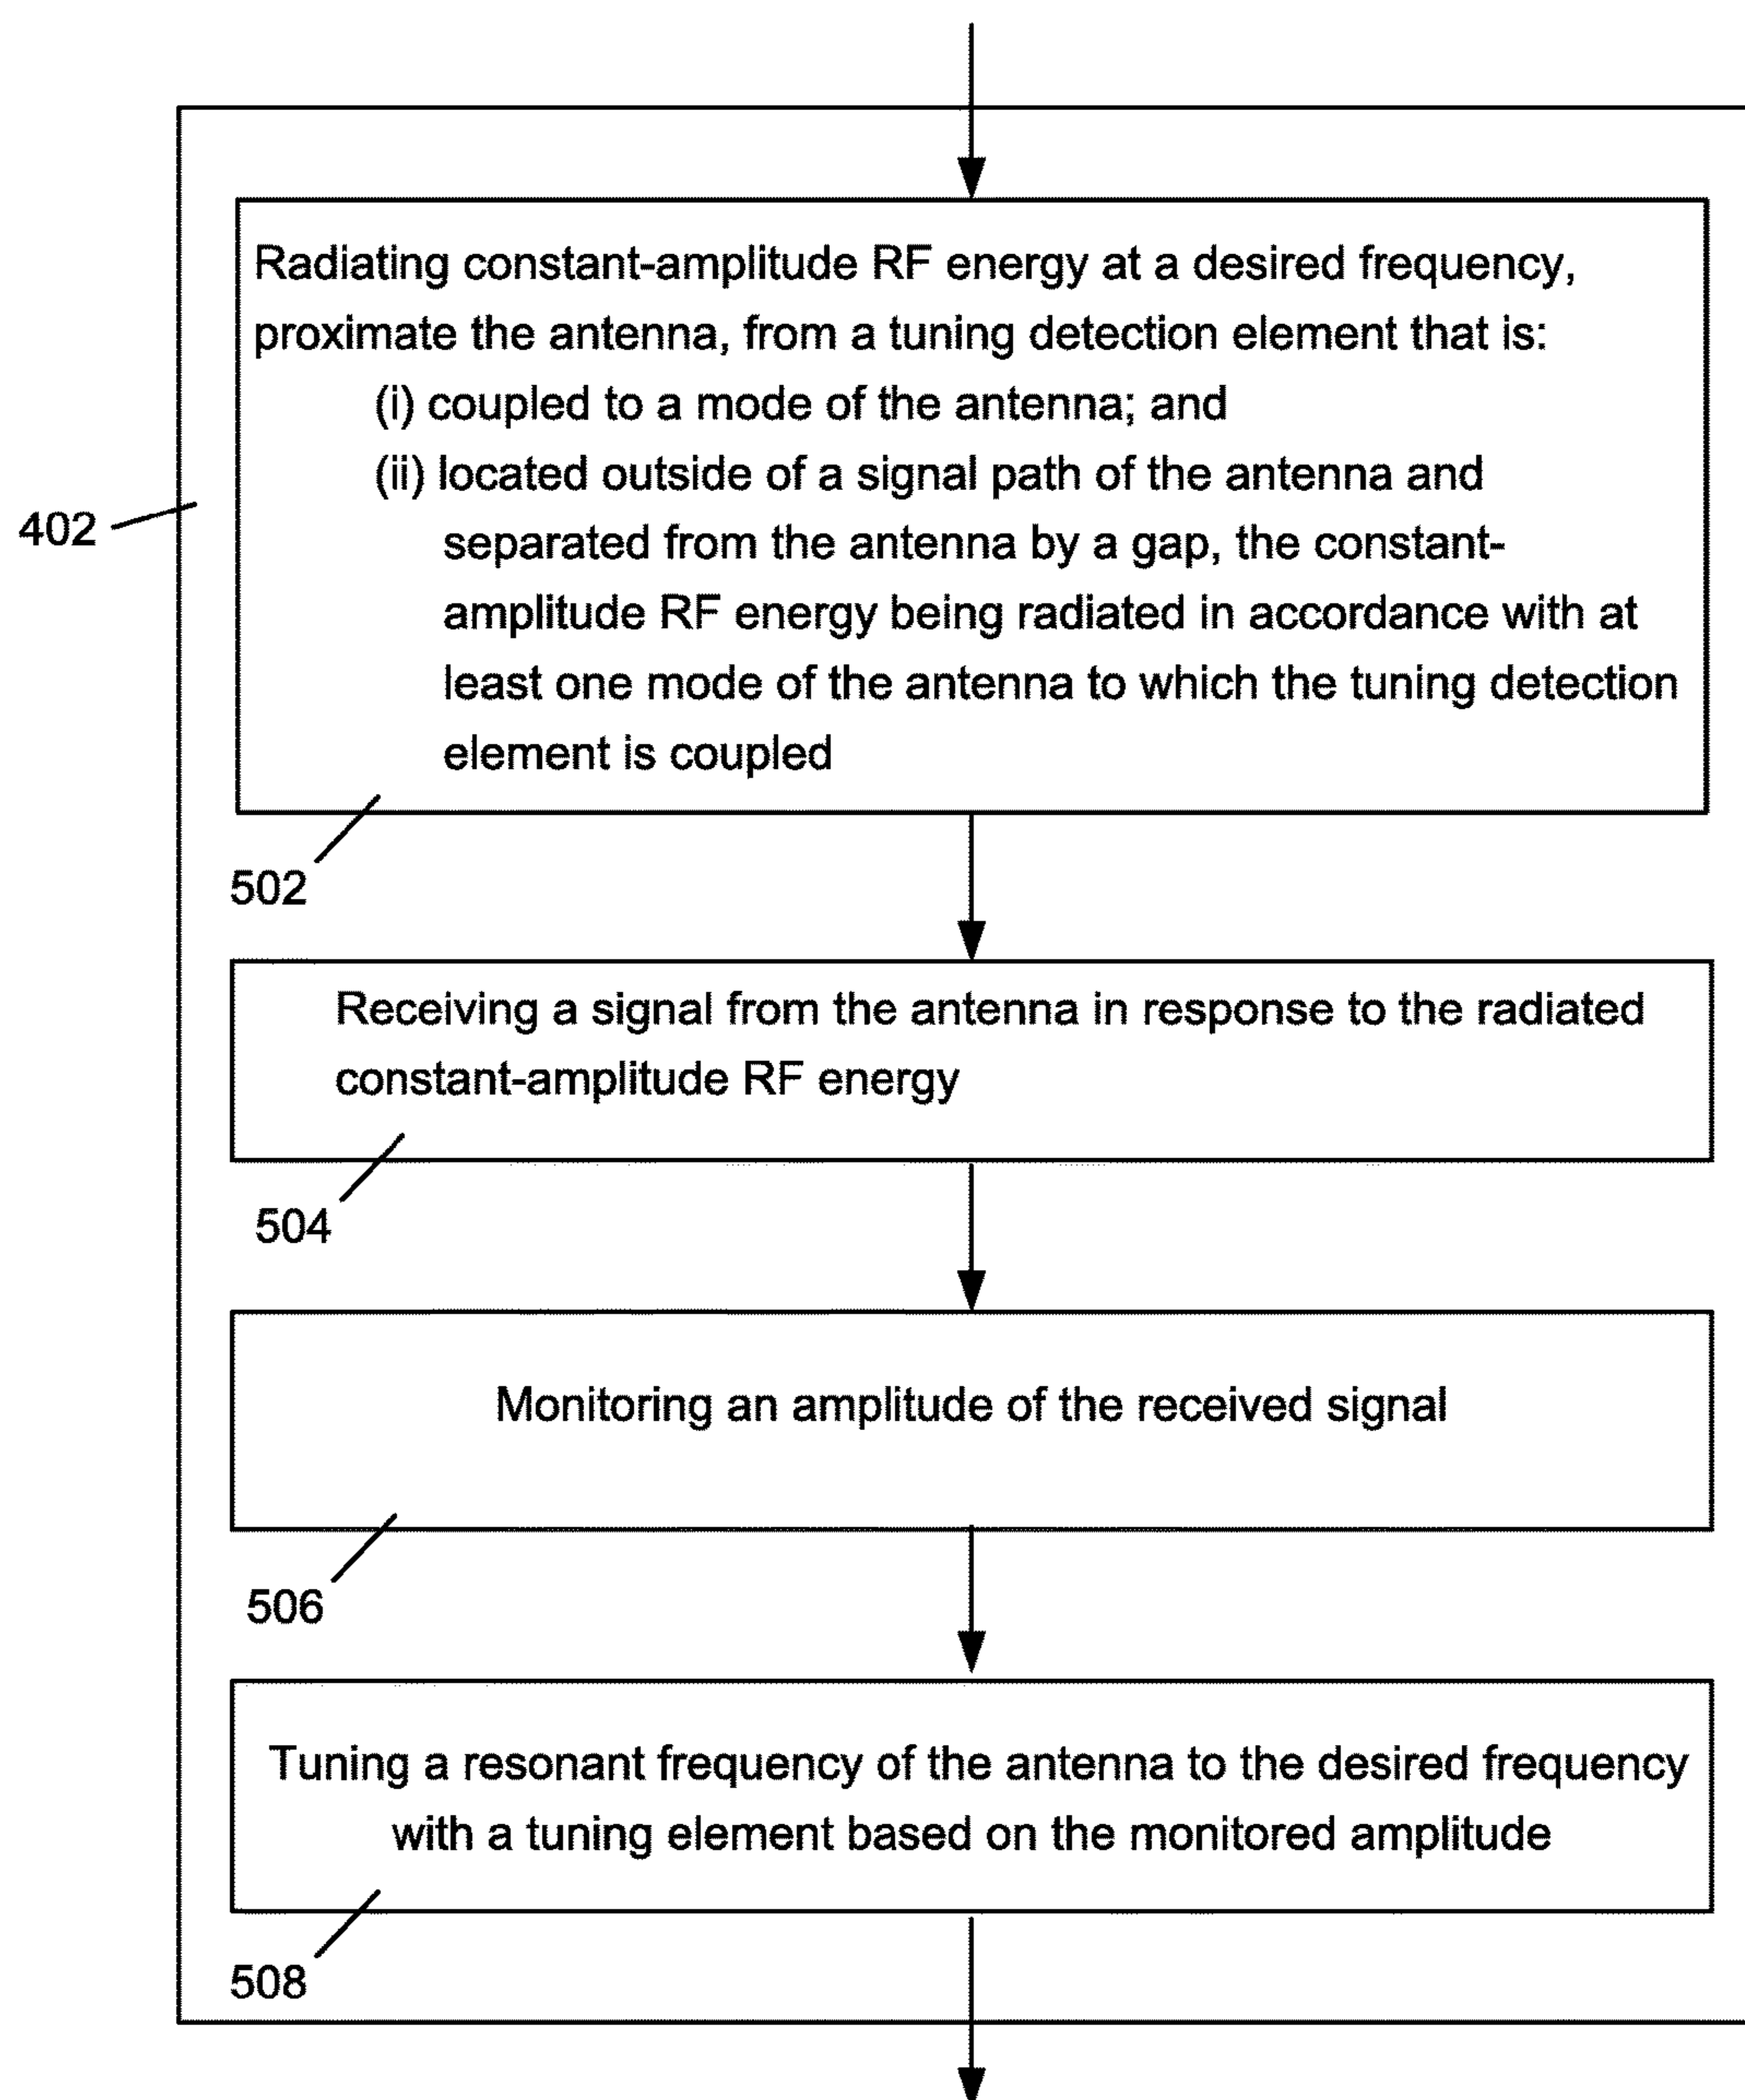 Radiating constant-amplitude RF energy at a desired frequency,
proximate the antenna, from a tuning detection element that is:
(i) coupled to a mode of the antenna; and
(ii) located outside of a signal path of the antenna and
separated from the antenna by a gap, the constant-
amplitude RF energy being radiated in accordance with at
least one mode of the antenna to which the tuning detection
element is coupled
402
502
Receiving a signal from the antenna in response to the radiated
constant-amplitude RF energy
504
Monitoring an amplitude of the received signal
506
Tuning a resonant frequency of the antenna to the desired frequency
with a tuning element based on the monitored amplitude
508